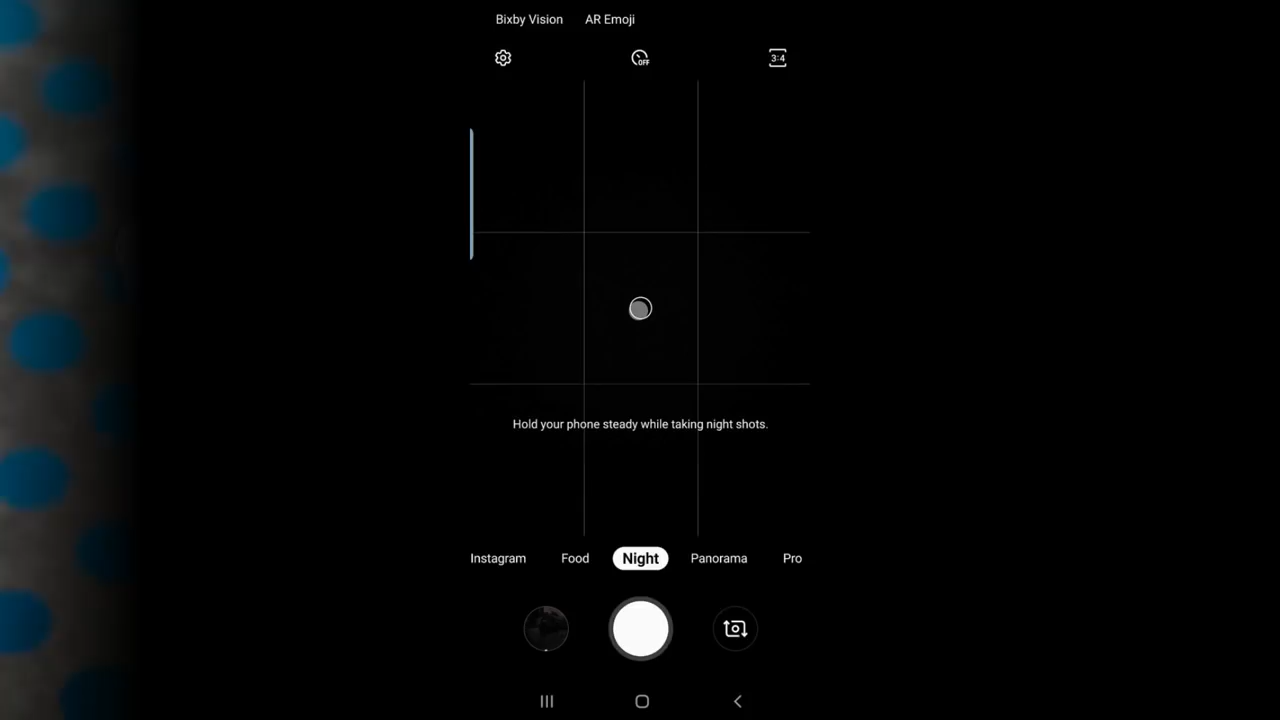 Bixby Vision AR Emoji
OFF 3:4
Hold your phone steady while taking night shots.
Instagram Food Night Panorama Pro